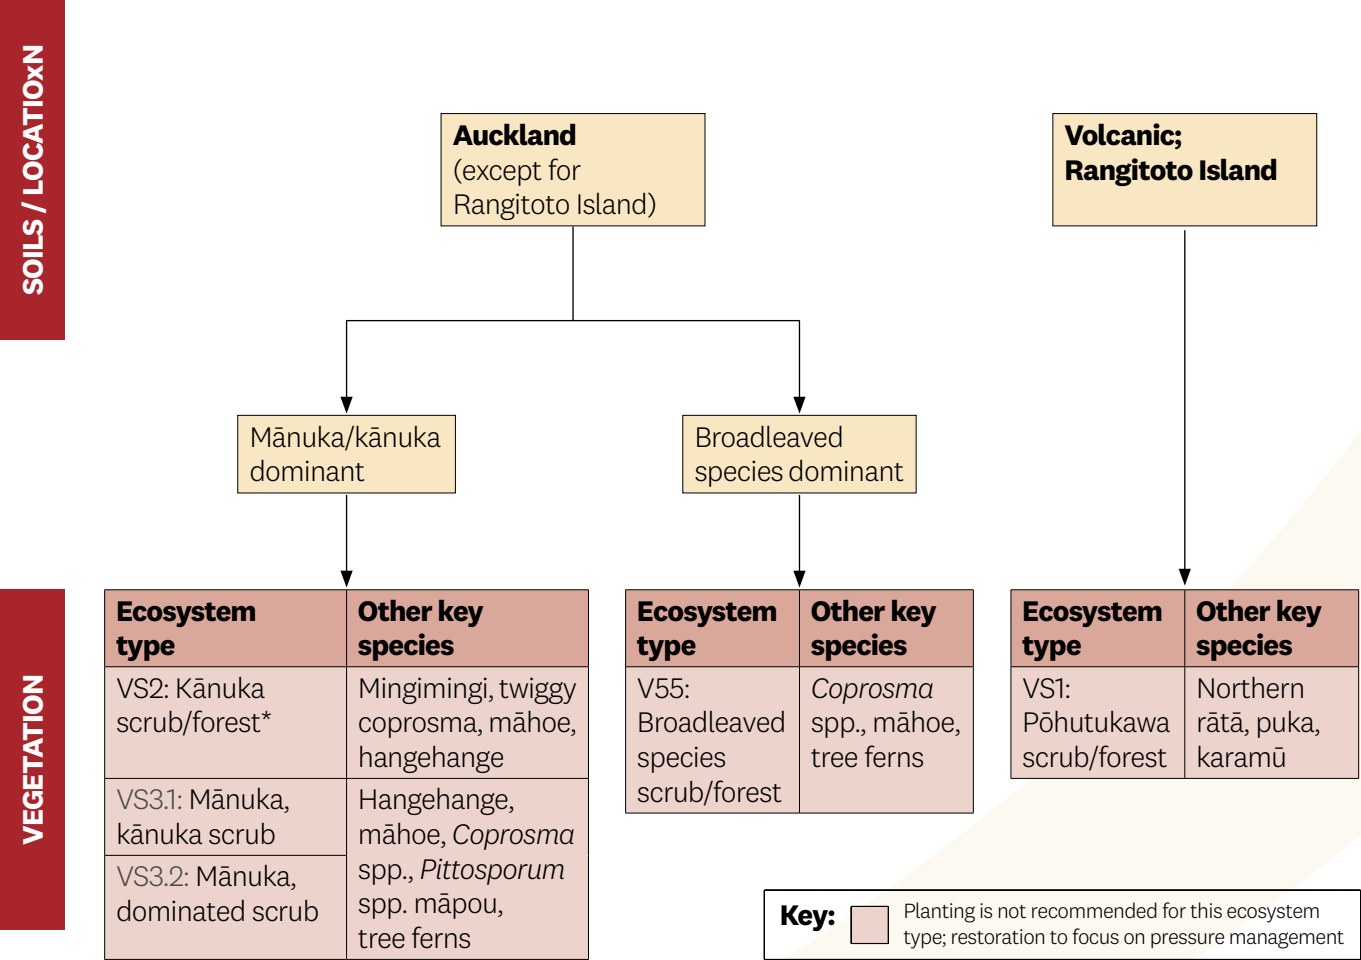 SOILS / LOCATIOxN
Auckland
(except for
Rangitoto Island)
Volcanic;
Rangitoto Island
Mānuka/kānuka
dominant
Broadleaved
species dominant
VEGETATION
Ecosystem
type
Other key
species
VS2: Kānuka
scrub/forest*
Mingimingi, twiggy
coprosma, māhoe,
hangehange
VS3.1: Mānuka,
kānuka scrub
VS3.2: Mānuka,
dominated scrub
Hangehange,
māhoe, Coprosma
spp., Pittosporum
spp. māpou,
tree ferns
Ecosystem
type
Other key
species
V55:
Broadleaved
species
scrub/forest
Coprosma
spp., māhoe,
tree ferns
Ecosystem
type
Other key
species
VS1:
Pōhutukawa
scrub/forest
Northern
rātā, puka,
karamū
Key:
Planting is not recommended for this ecosystem
type; restoration to focus on pressure management